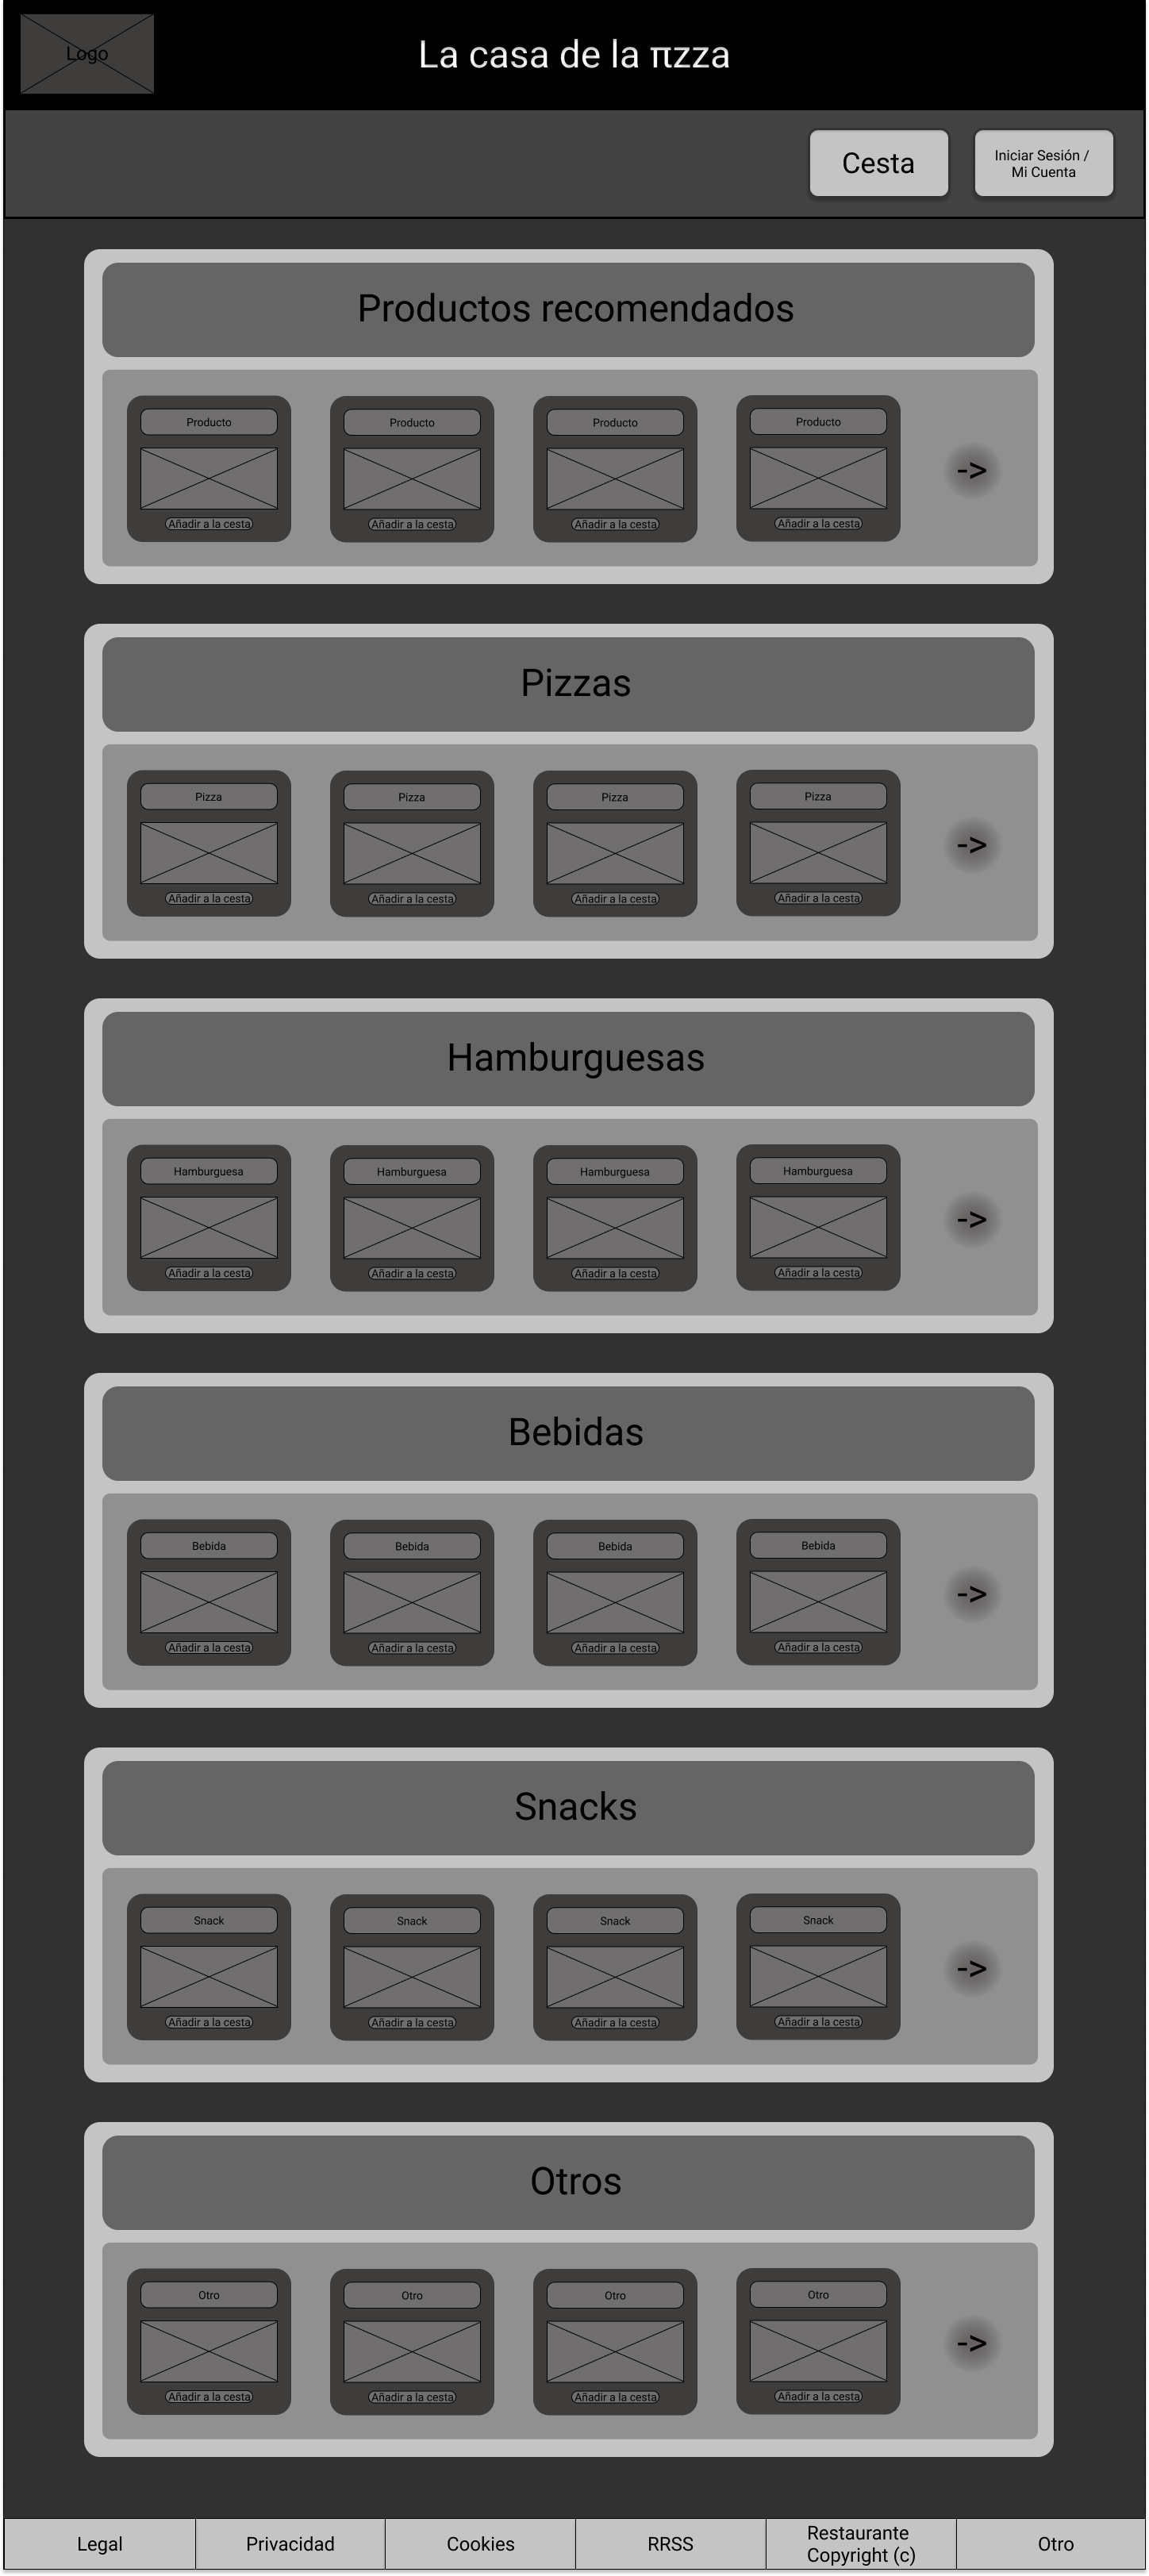 Logo
La casa de la πzza
Cesta
Iniciar Sesión /
Mi Cuenta
Productos recomendados
Producto
Producto
Producto
Producto
->
Añadir a la cesta
Añadir a la cesta
Añadir a la cesta
Añadir a la cesta
Pizzas
Pizza
Pizza
Pizza
Pizza
->
Añadir a la cesta
Añadir a la cesta
Añadir a la cesta
Añadir a la cesta
Hamburguesas
Hamburguesa
Hamburguesa
Hamburguesa
Hamburguesa
->
Añadir a la cesta
Añadir a la cesta
Añadir a la cesta
Añadir a la cesta
Bebidas
Bebida
Bebida
Bebida
Bebida
->
Añadir a la cesta
Añadir a la cesta
Añadir a la cesta
Añadir a la cesta
Snacks
Snack
Snack
Snack
Snack
->
Añadir a la cesta
Añadir a la cesta
Añadir a la cesta
Añadir a la cesta
Otros
Otro
Otro
Otro
Otro
->
Añadir a la cesta
Añadir a la cesta
Añadir a la cesta
Añadir a la cesta
Legal
Privacidad
Cookies
RRSS
Restaurante
Copyright (c)
Otro